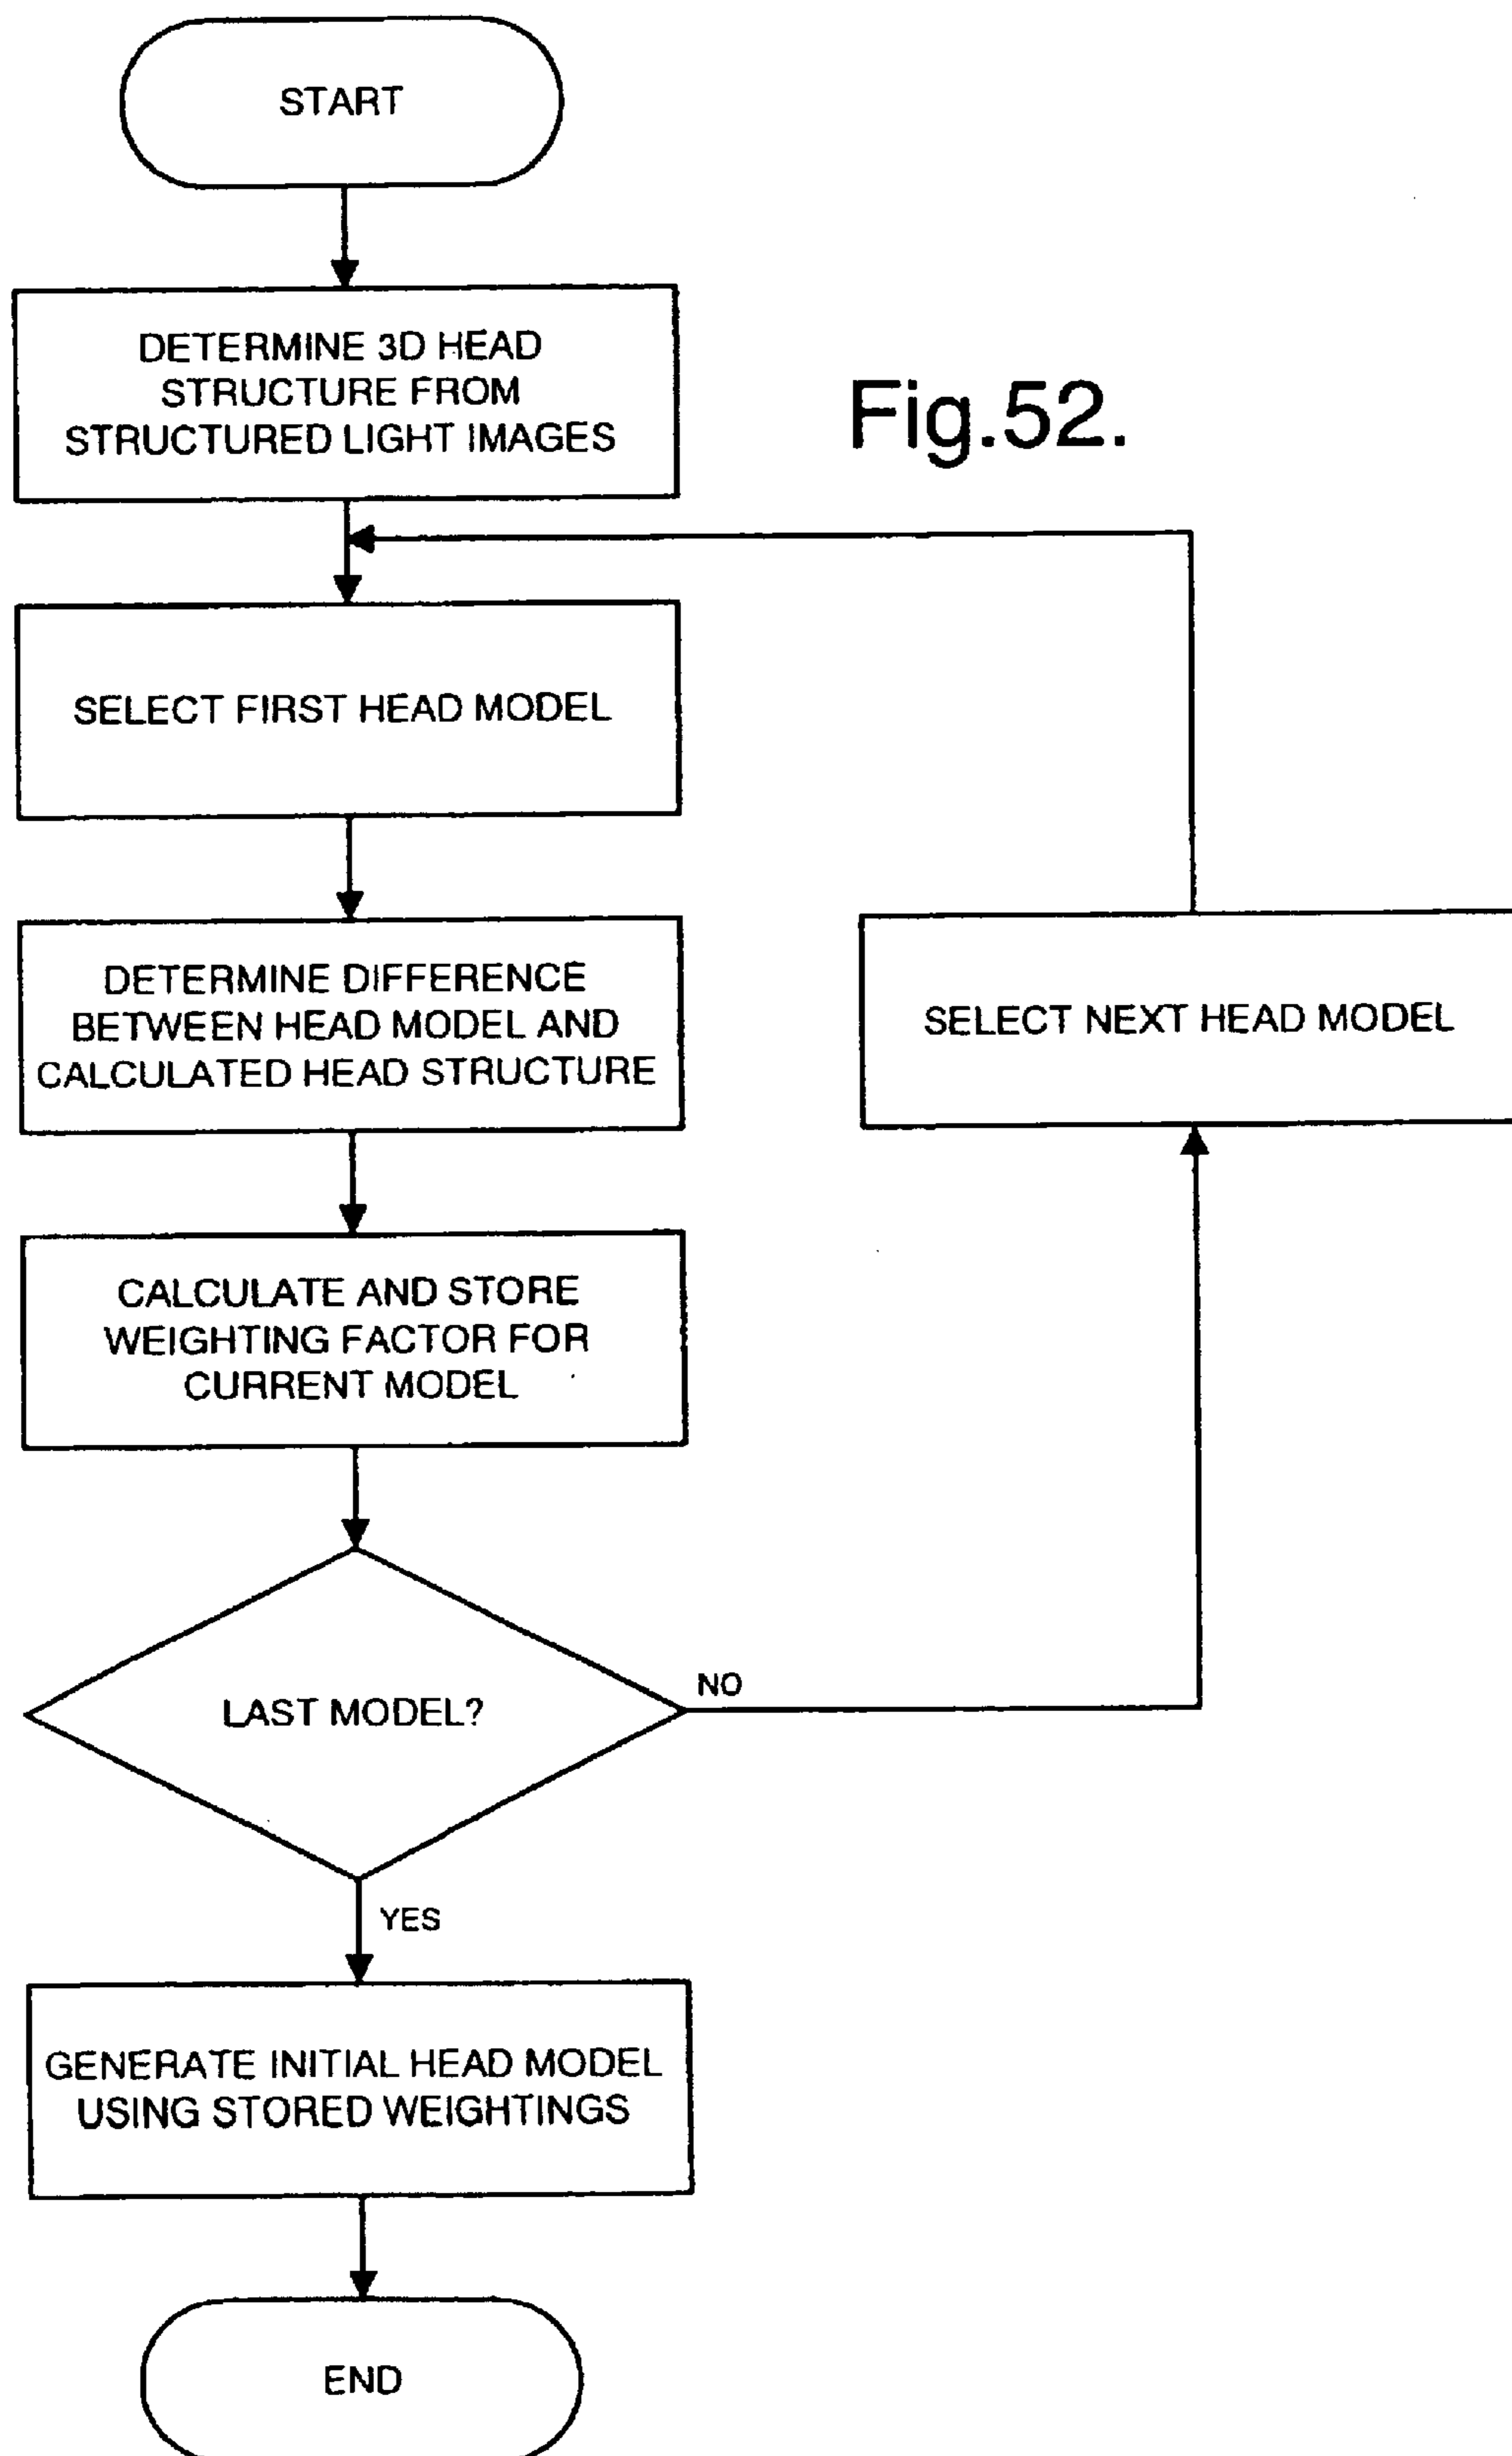 START
DETERMINE 3D HEAD
STRUCTURE FROM
STRUCTURED LIGHT IMAGES
Fig.52.
SELECT FIRST HEAD MODEL
DETERMINE DIFFERENCE
BETWEEN HEAD MODEL AND
CALCULATED HEAD STRUCTURE
SELECT NEXT HEAD MODEL
CALCULATE AND STORE
WEIGHTING FACTOR FOR
CURRENT MODEL
LAST MODEL?
NO
YES
GENERATE INITIAL HEAD MODEL
USING STORED WEIGHTINGS
END